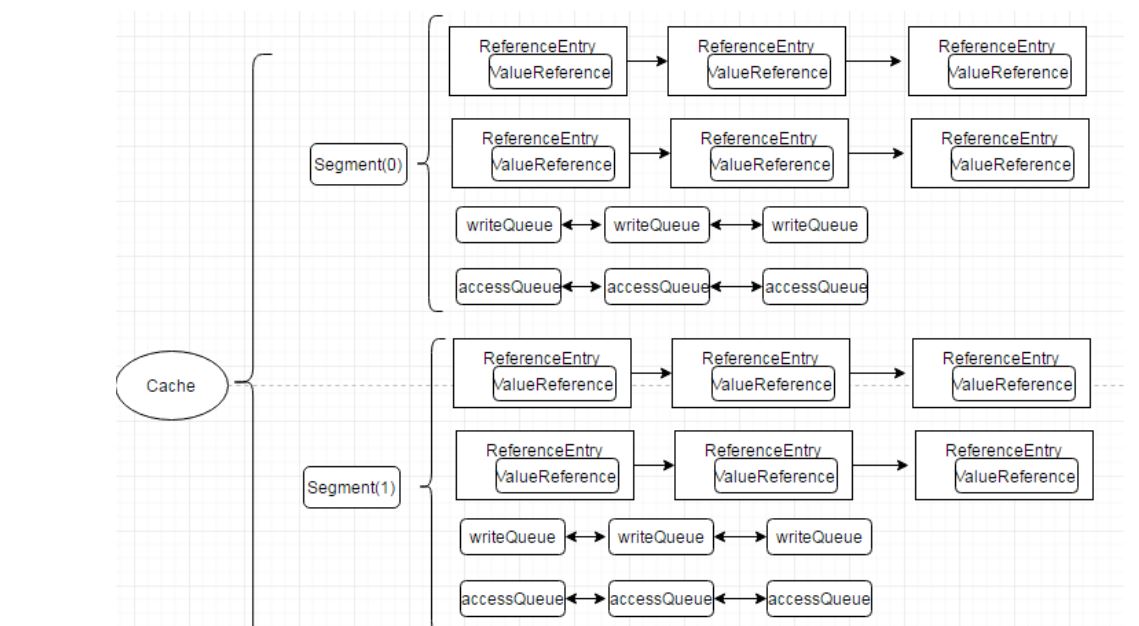 ReferenceEntry ReferenceEntry ReferenceEntry
ValueReference ValueReference ValueReference
ReferenceEntry ReferenceEntry ReferenceEntry
Segment(0) ValueReference ValueReference ValueReference
writeQueue writeQueue writeQueue
accessQueue accessQueue accessQueue
ReferenceEntry ReferenceEntry ReferenceEntry
Cache ValueReference ValueReference ValueReference
ReferenceEntry ReferenceEntry ReferenceEntry
ValueReference ValueReference ValueReference
Segment(1)
writeQueue writeQueue writeQueue
accessQueue accessQueue accessQueue